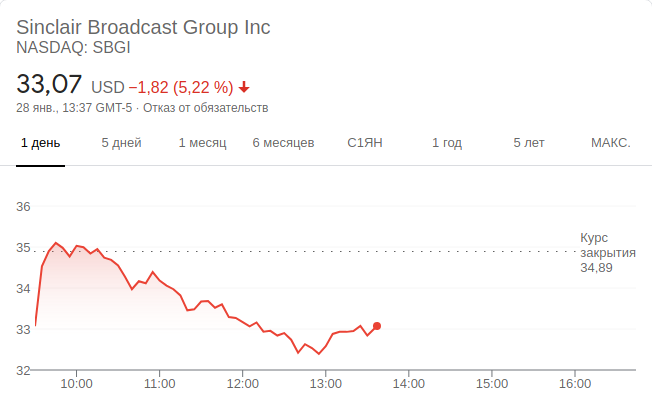 Sinclair Broadcast Group Inc
NASDAQ: SBGI
33,07 USD −1,82 (5,22 %)
28 янв., 13:37 GMT-5 · Отказ от обязательств
1 день 5 дней 1 месяц 6 месяцев С1ЯН 1 год 5 лет МАКС.
36
35
34
33
32
Курс
закрытия
34,89
10:00 11:00 12:00 13:00 14:00 15:00 16:00